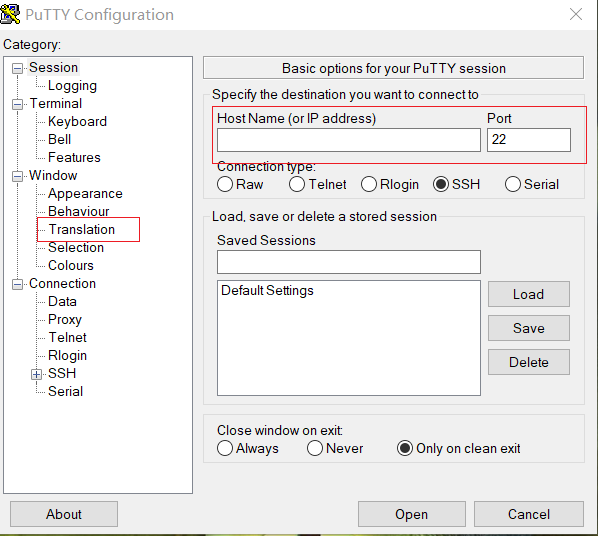 PuTTY Configuration
Category:
Session
Logging
Terminal
Keyboard
Bell
Features
Window
Appearance
Behaviour
Translation
Selection
Colours
Connection
Data
Proxy
Telnet
Rlogin
SSH
Serial
Basic options for your PuTTY session
Specify the destination you want to connect to
Host Name (or IP address) Port
22
Connection type:
Raw Telnet Rlogin SSH Serial
Load, save or delete a stored session
Saved Sessions
Default Settings
Load
Save
Delete
Close window on exit:
Always Never Only on clean exit
About Open Cancel